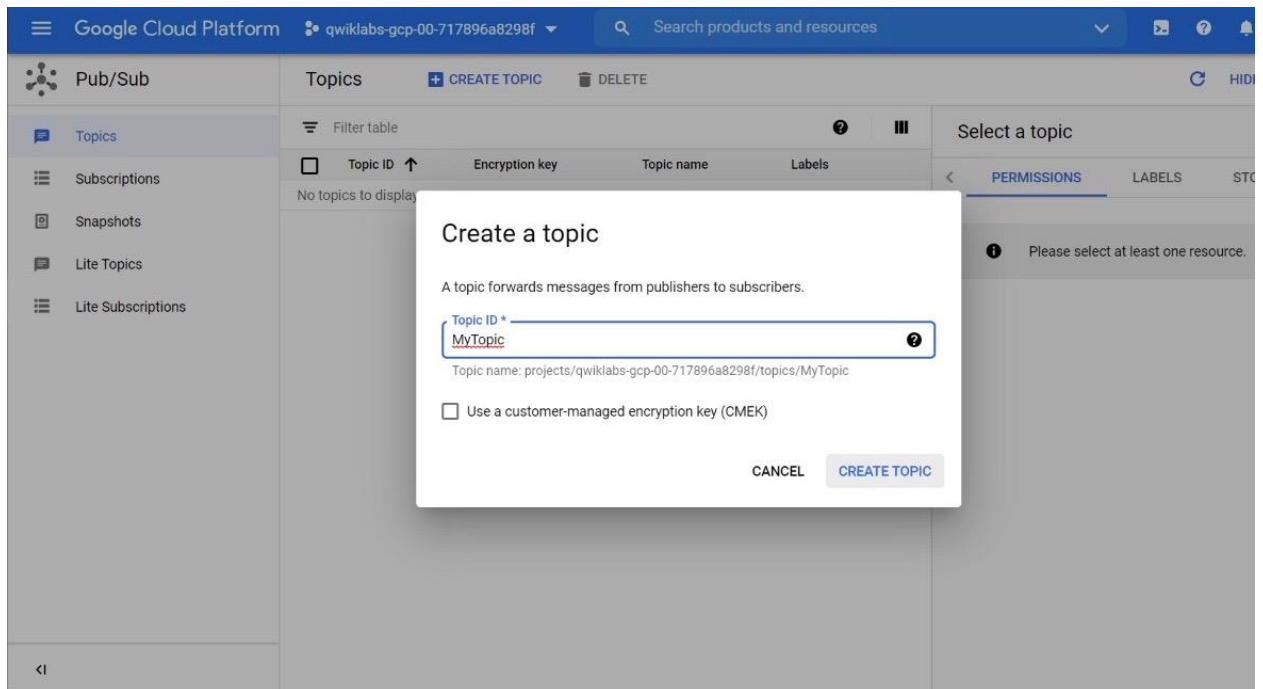 Google Cloud Platform qwiklabs-gcp-00-717896a8298f Search products and resources
Pub/Sub Topics CREATE TOPIC DELETE HIDI
Topics
Subscriptions
Snapshots
Lite Topics
Lite Subscriptions
Filter table
Topic ID Encryption key Topic name Labels
No topics to display
Select a topic
PERMISSIONS LABELS STO
Please select at least one resource.
Create a topic
A topic forwards messages from publishers to subscribers.
Topic ID *
MyTopic
Topic name: projects/qwiklabs-gcp-00-717896a8298f/topics/MyTopic
Use a customer-managed encryption key (CMEK)
CANCEL CREATE TOPIC